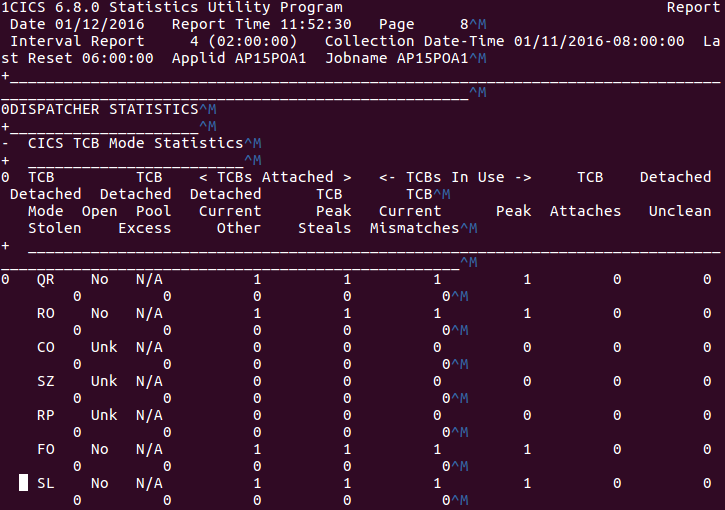 1CICS 6.8.0 Statistics Utility Program                                    Report
 Date 01/12/2016   Report Time 11:52:30   Page     8^M
 Interval Report     4 (02:00:00)   Collection Date-Time 01/11/2016-08:00:00  La
st Reset 06:00:00  Applid AP15POA1  Jobname AP15POA1^M
+_______________________________________________________________________________
____________________________________________________^M
0DISPATCHER STATISTICS^M
+_____________________^M
-  CICS TCB Mode Statistics^M
+  ________________________^M
0  TCB         TCB   < TCBs Attached >   <- TCBs In Use ->     TCB    Detached
 Detached  Detached  Detached      TCB       TCB^M
   Mode  Open  Pool   Current      Peak   Current      Peak  Attaches   Unclean
   Stolen    Excess     Other    Steals  Mismatches^M
+  _____________________________________________________________________________
___________________________________________________^M
0   QR    No   N/A          1         1         1         1         0         0
        0         0         0         0         0^M
    RO    No   N/A          1         1         1         1         0         0
        0         0         0         0         0^M
    CO    Unk  N/A          0         0         0         0         0         0
        0         0         0         0         0^M
    SZ    Unk  N/A          0         0         0         0         0         0
        0         0         0         0         0^M
    RP    Unk  N/A          0         0         0         0         0         0
        0         0         0         0         0^M
    FO    No   N/A          1         1         1         1         0         0
        0         0         0         0         0^M
    SL    No   N/A          1         1         1         1         0         0
        0         0         0         0         0^M